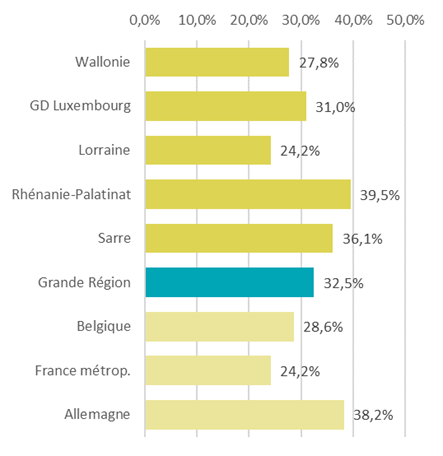 0,0% 10,0% 20,0% 30,0% 40,0% 50,0%
Wallonie 27,8%
GD Luxembourg 31,0%
Lorraine 24,2%
Rhénanie-Palatinat 39,5%
Sarre 36,1%
Grande Région 32,5%
Belgique 28,6%
France métrop. 24,2%
Allemagne 38,2%